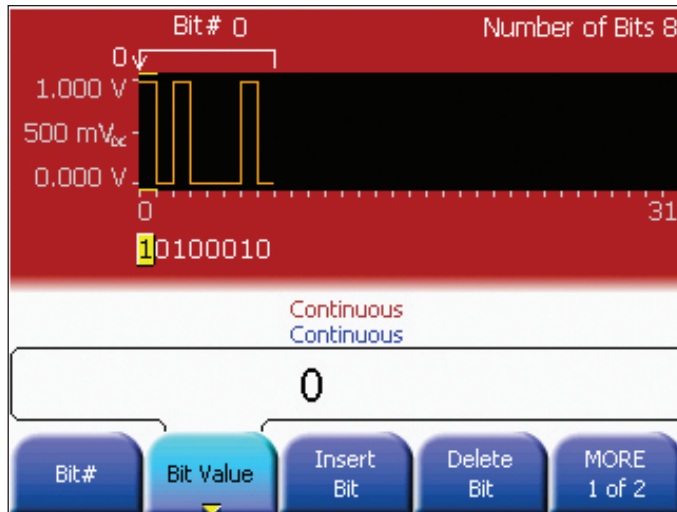 Bit# 0 Number of Bits 8
0
1.000 V
500 mVDC
0.000 V
0 31
10100010
Continuous
Continuous
0
Bit# Bit Value Insert Bit Delete Bit MORE 1 of 2